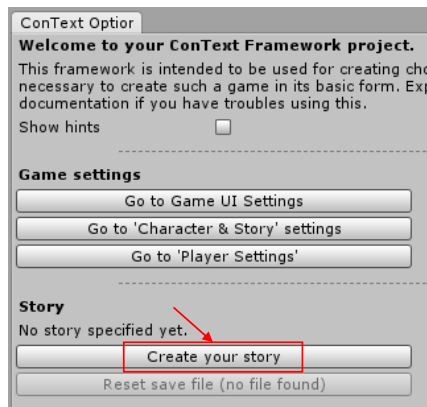 ConText Optior
Welcome to your ConText Framework project.
This framework is intended to be used for creating cho
necessary to create such a game in its basic form. Exp
documentation if you have troubles using this.
Show hints
Game settings
Go to Game UI Settings
Go to 'Character & Story' settings
Go to 'Player Settings'
Story
No story specified yet.
Create your story
Reset save file (no file found)